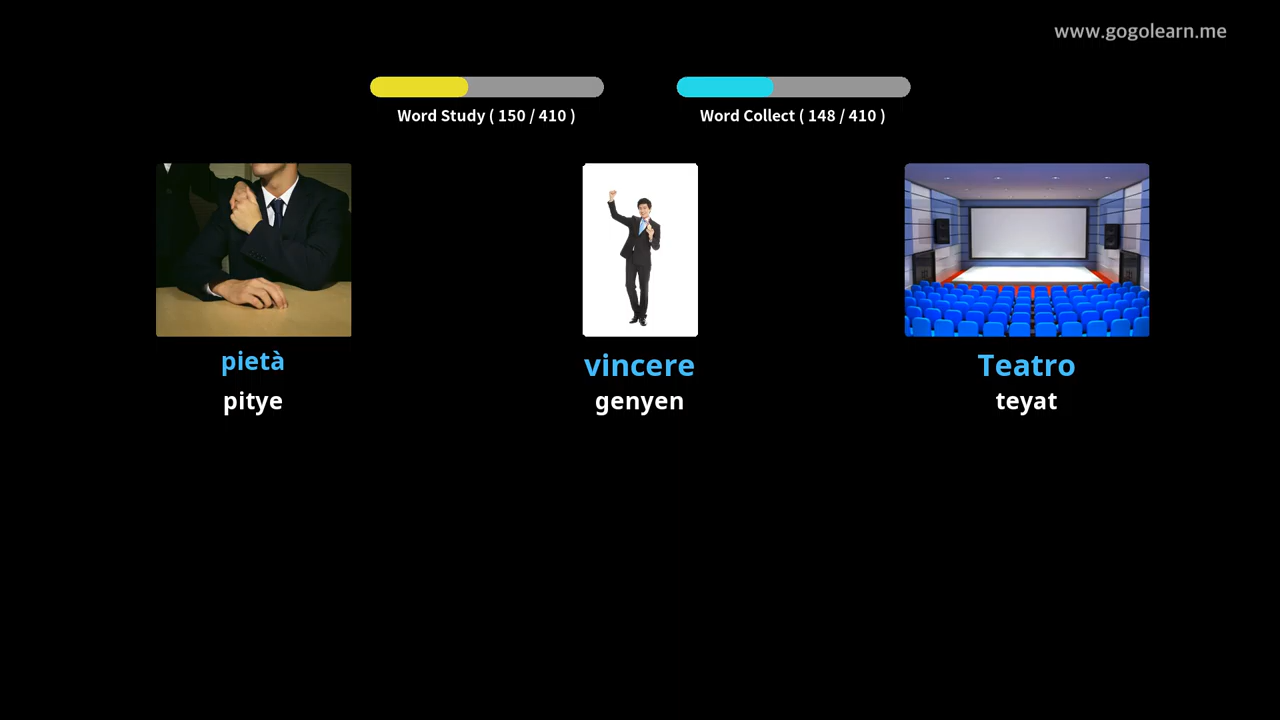 www.gogolearn.me
Word Study ( 150 / 410 )
Word Collect ( 148 / 410 )
pietà
pitye
vincere
genyen
Teatro
teyat